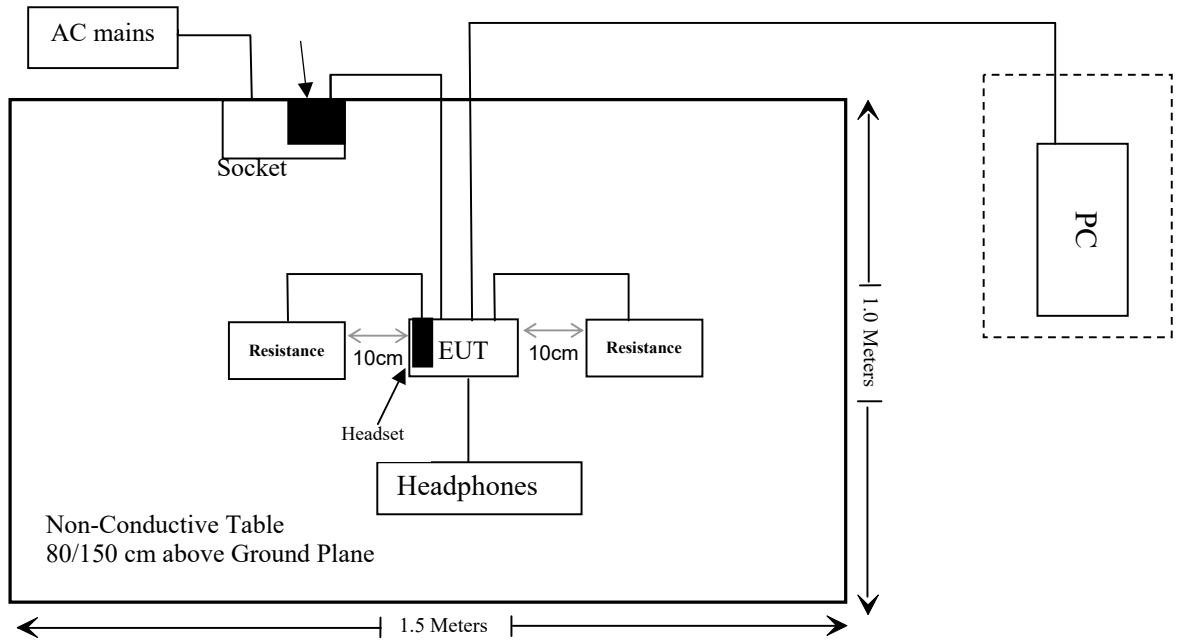 AC mains
Socket
PC
1.0 Meters
Resistance
10cm
EUT
10cm
Resistance
Headset
Headphones
Non-Conductive Table
80/150 cm above Ground Plane
1.5 Meters